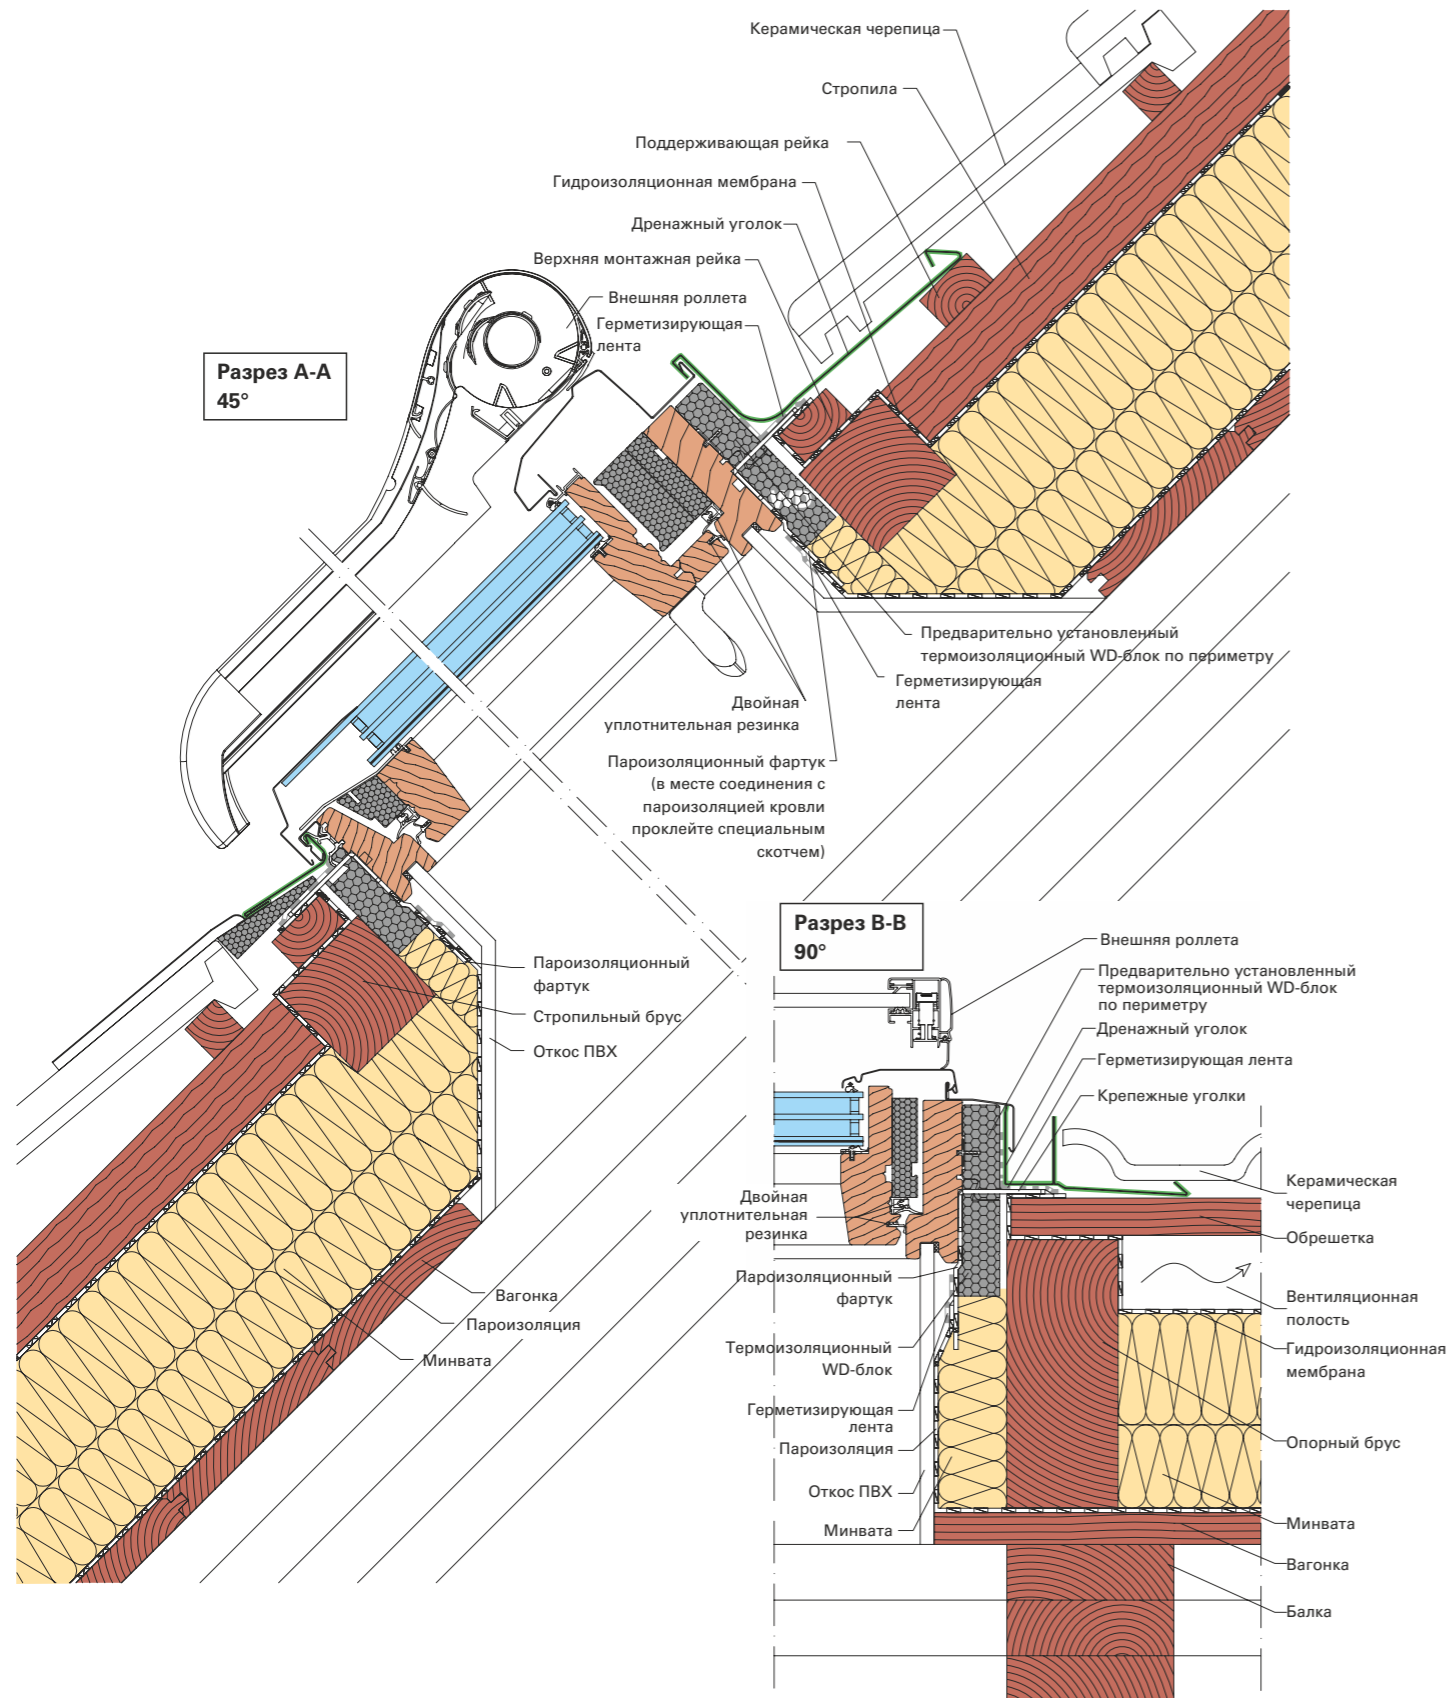 Керамическая черепица
Стропила
Поддерживающая рейка
Гидроизоляционная мембрана
Дренажный уголок
Верхняя монтажная рейка
Внешняя роллета
Герметизирующая
лента
Разрез А-А
45°
Предварительно установленный
термоизоляционный WD-блок по периметру
Герметизирующая
лента
Двойная
уплотнительная резинка
Пароизоляционный фартук
(в месте соединения с
пароизоляцией кровли
проклейте специальным
скотчем)
Пароизоляционный
фартук
Стропильный брус
Откос ПВХ
Вагонка
Пароизоляция
Минвата
Разрез В-В
90°
Внешняя роллета
Предварительно установленный
термоизоляционный WD-блок
по периметру
Дренажный уголок
Герметизирующая лента
Крепежные уголки
Керамическая
черепица
Обрешетка
Вентиляционная
полость
Гидроизоляционная
мембрана
Опорный брус
Минвата
Вагонка
Балка
Двойная
уплотнительная
резинка
Пароизоляционный
фартук
Термоизоляционный
WD-блок
Герметизирующая
лента
Пароизоляция
Откос ПВХ
Минвата